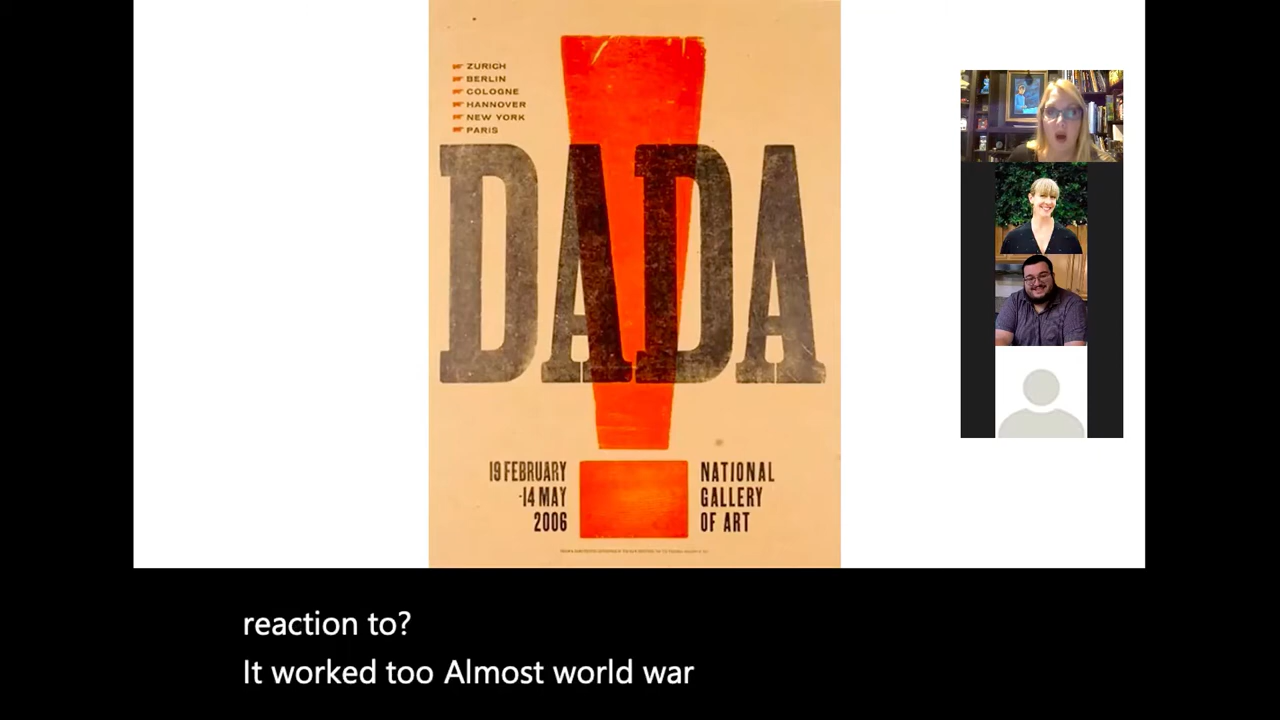 ZURICH
BERLIN
COLOGNE
HANNOVER
NEW YORK
PARIS
DADA
19 FEBRUARY
-14 MAY
2006
NATIONAL
GALLERY
OF ART
reaction to?
It worked too Almost world war